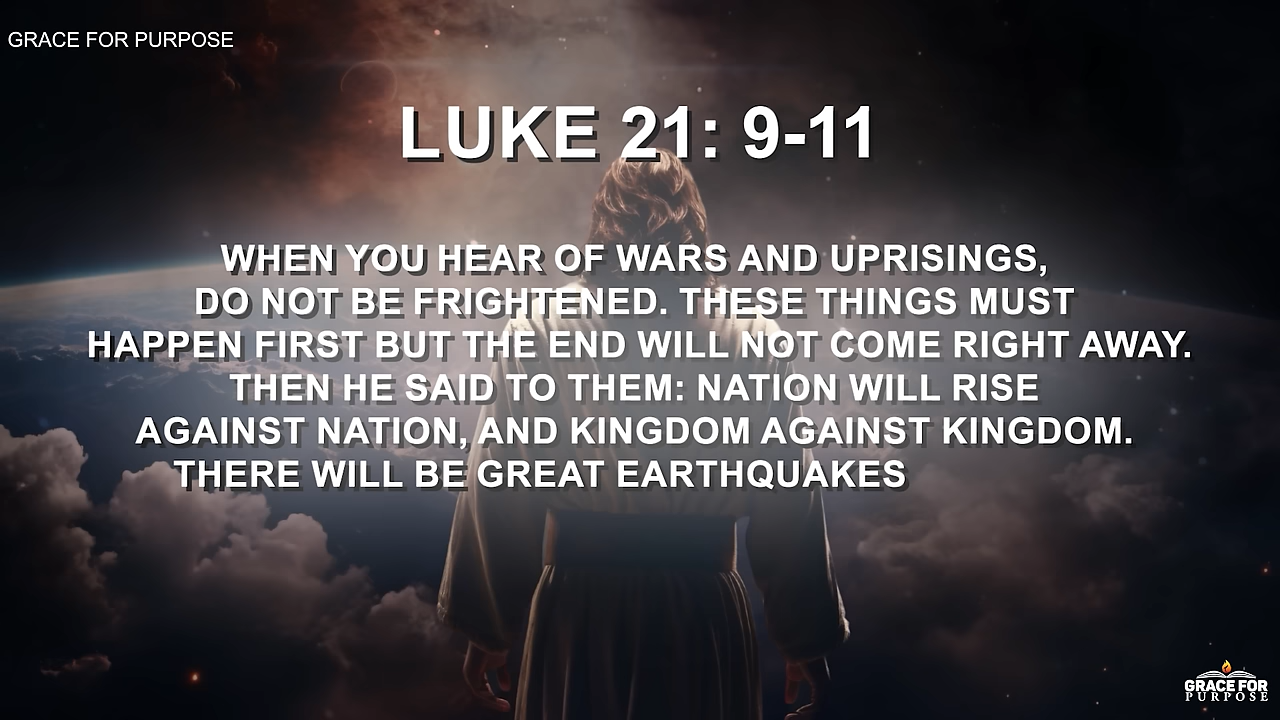 GRACE FOR PURPOSE
LUKE 21: 9-11
WHEN YOU HEAR OF WARS AND UPRISINGS,
DO NOT BE FRIGHTENED. THESE THINGS MUST
HAPPEN FIRST BUT THE END WILL NOT COME RIGHT AWAY.
THEN HE SAID TO THEM: NATION WILL RISE
AGAINST NATION, AND KINGDOM AGAINST KINGDOM.
THERE WILL BE GREAT EARTHQUAKES
GRACE FOR
PURPOSE